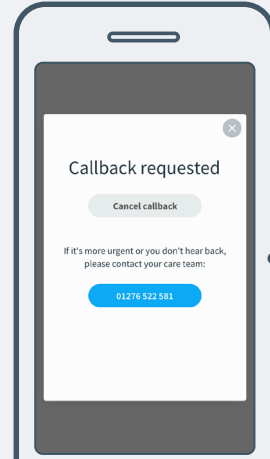 Callback requested
Cancel callback
If it's more urgent or you don't hear back,
please contact your care team:
01276 522 581